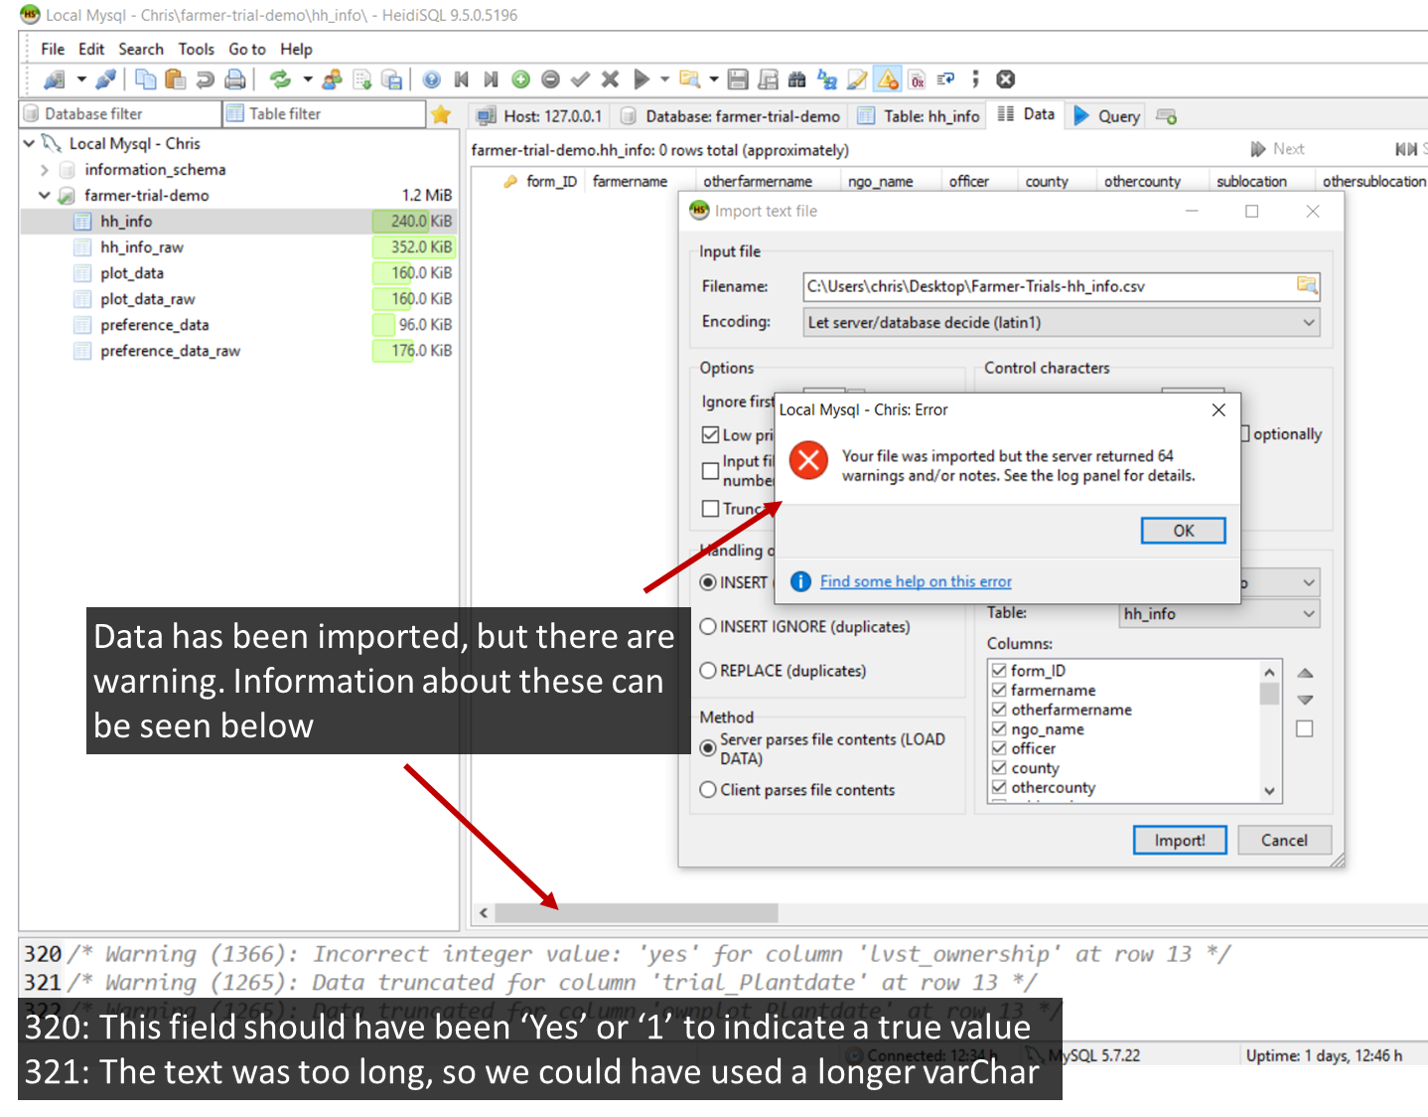 Local Mysql - Chris\farmer-trial-demo\hh_info\ - HeidiSQL 9.5.0.5196
File Edit Search Tools Go to Help
Database filter
Table filter
Host: 127.0.0.1 Database: farmer-trial-demo Table: hh_info Data Query
Local Mysql - Chris
information_schema
farmer-trial-demo 1.2 MiB
hh_info 240.0 KiB
hh_info_raw 352.0 KiB
plot_data 160.0 KiB
plot_data_raw 160.0 KiB
preference_data 96.0 KiB
preference_data_raw 176.0 KiB
farmer-trial-demo.hh_info: 0 rows total (approximately) Next
form_ID farmername otherfarmername ngo_name officer county othercounty sublocation othersublocation
Import text file
Input file
Filename: C:\Users\chris\Desktop\Farmer-Trials-hh_info.csv
Encoding: Let server/database decide (latin1)
Options
Control characters
Ignore first
Low pri
optionally
Input fi
numbe
Trunc
Local Mysql - Chris: Error
Your file was imported but the server returned 64
warnings and/or notes. See the log panel for details.
OK
Find some help on this error
Handling o
INSERT
INSERT IGNORE (duplicates)
REPLACE (duplicates)
Method
Server parses file contents (LOAD
DATA)
Client parses file contents
Table: hh_info
Columns:
form_ID
farmername
otherfarmername
ngo_name
officer
county
othercounty
Import! Cancel
Data has been imported, but there are
warning. Information about these can
be seen below
320 /* Warning (1366): Incorrect integer value: 'yes' for column 'lvst_ownership' at row 13 */
321 /* Warning (1265): Data truncated for column 'trial_Plantdate' at row 13 */
322 /* Warning (1265): Data truncated for column 'ownplot_Plantdate' at row 13 */
320: This field should have been ‘Yes’ or ‘1’ to indicate a true value
321: The text was too long, so we could have used a longer varChar
Connected: 12:34 h MySQL 5.7.22 Uptime: 1 days, 12:46 h